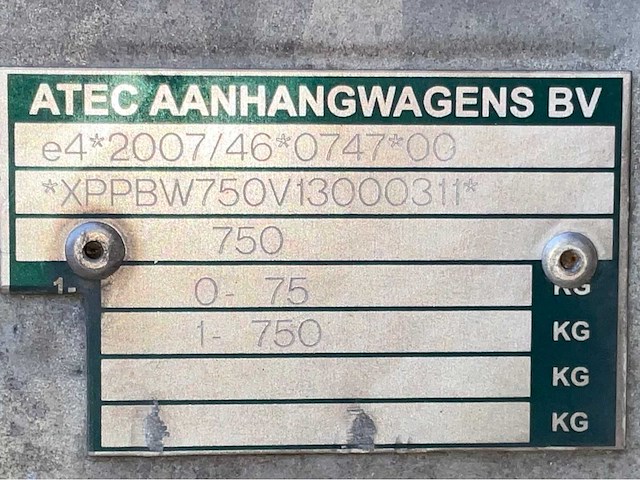 ATEC AANHANGWAGENS BV
e4*2007/46*0747*00
*XPPBW750V13000311*
750
1- 0- 75 KG
1- 750 KG
KG
KG